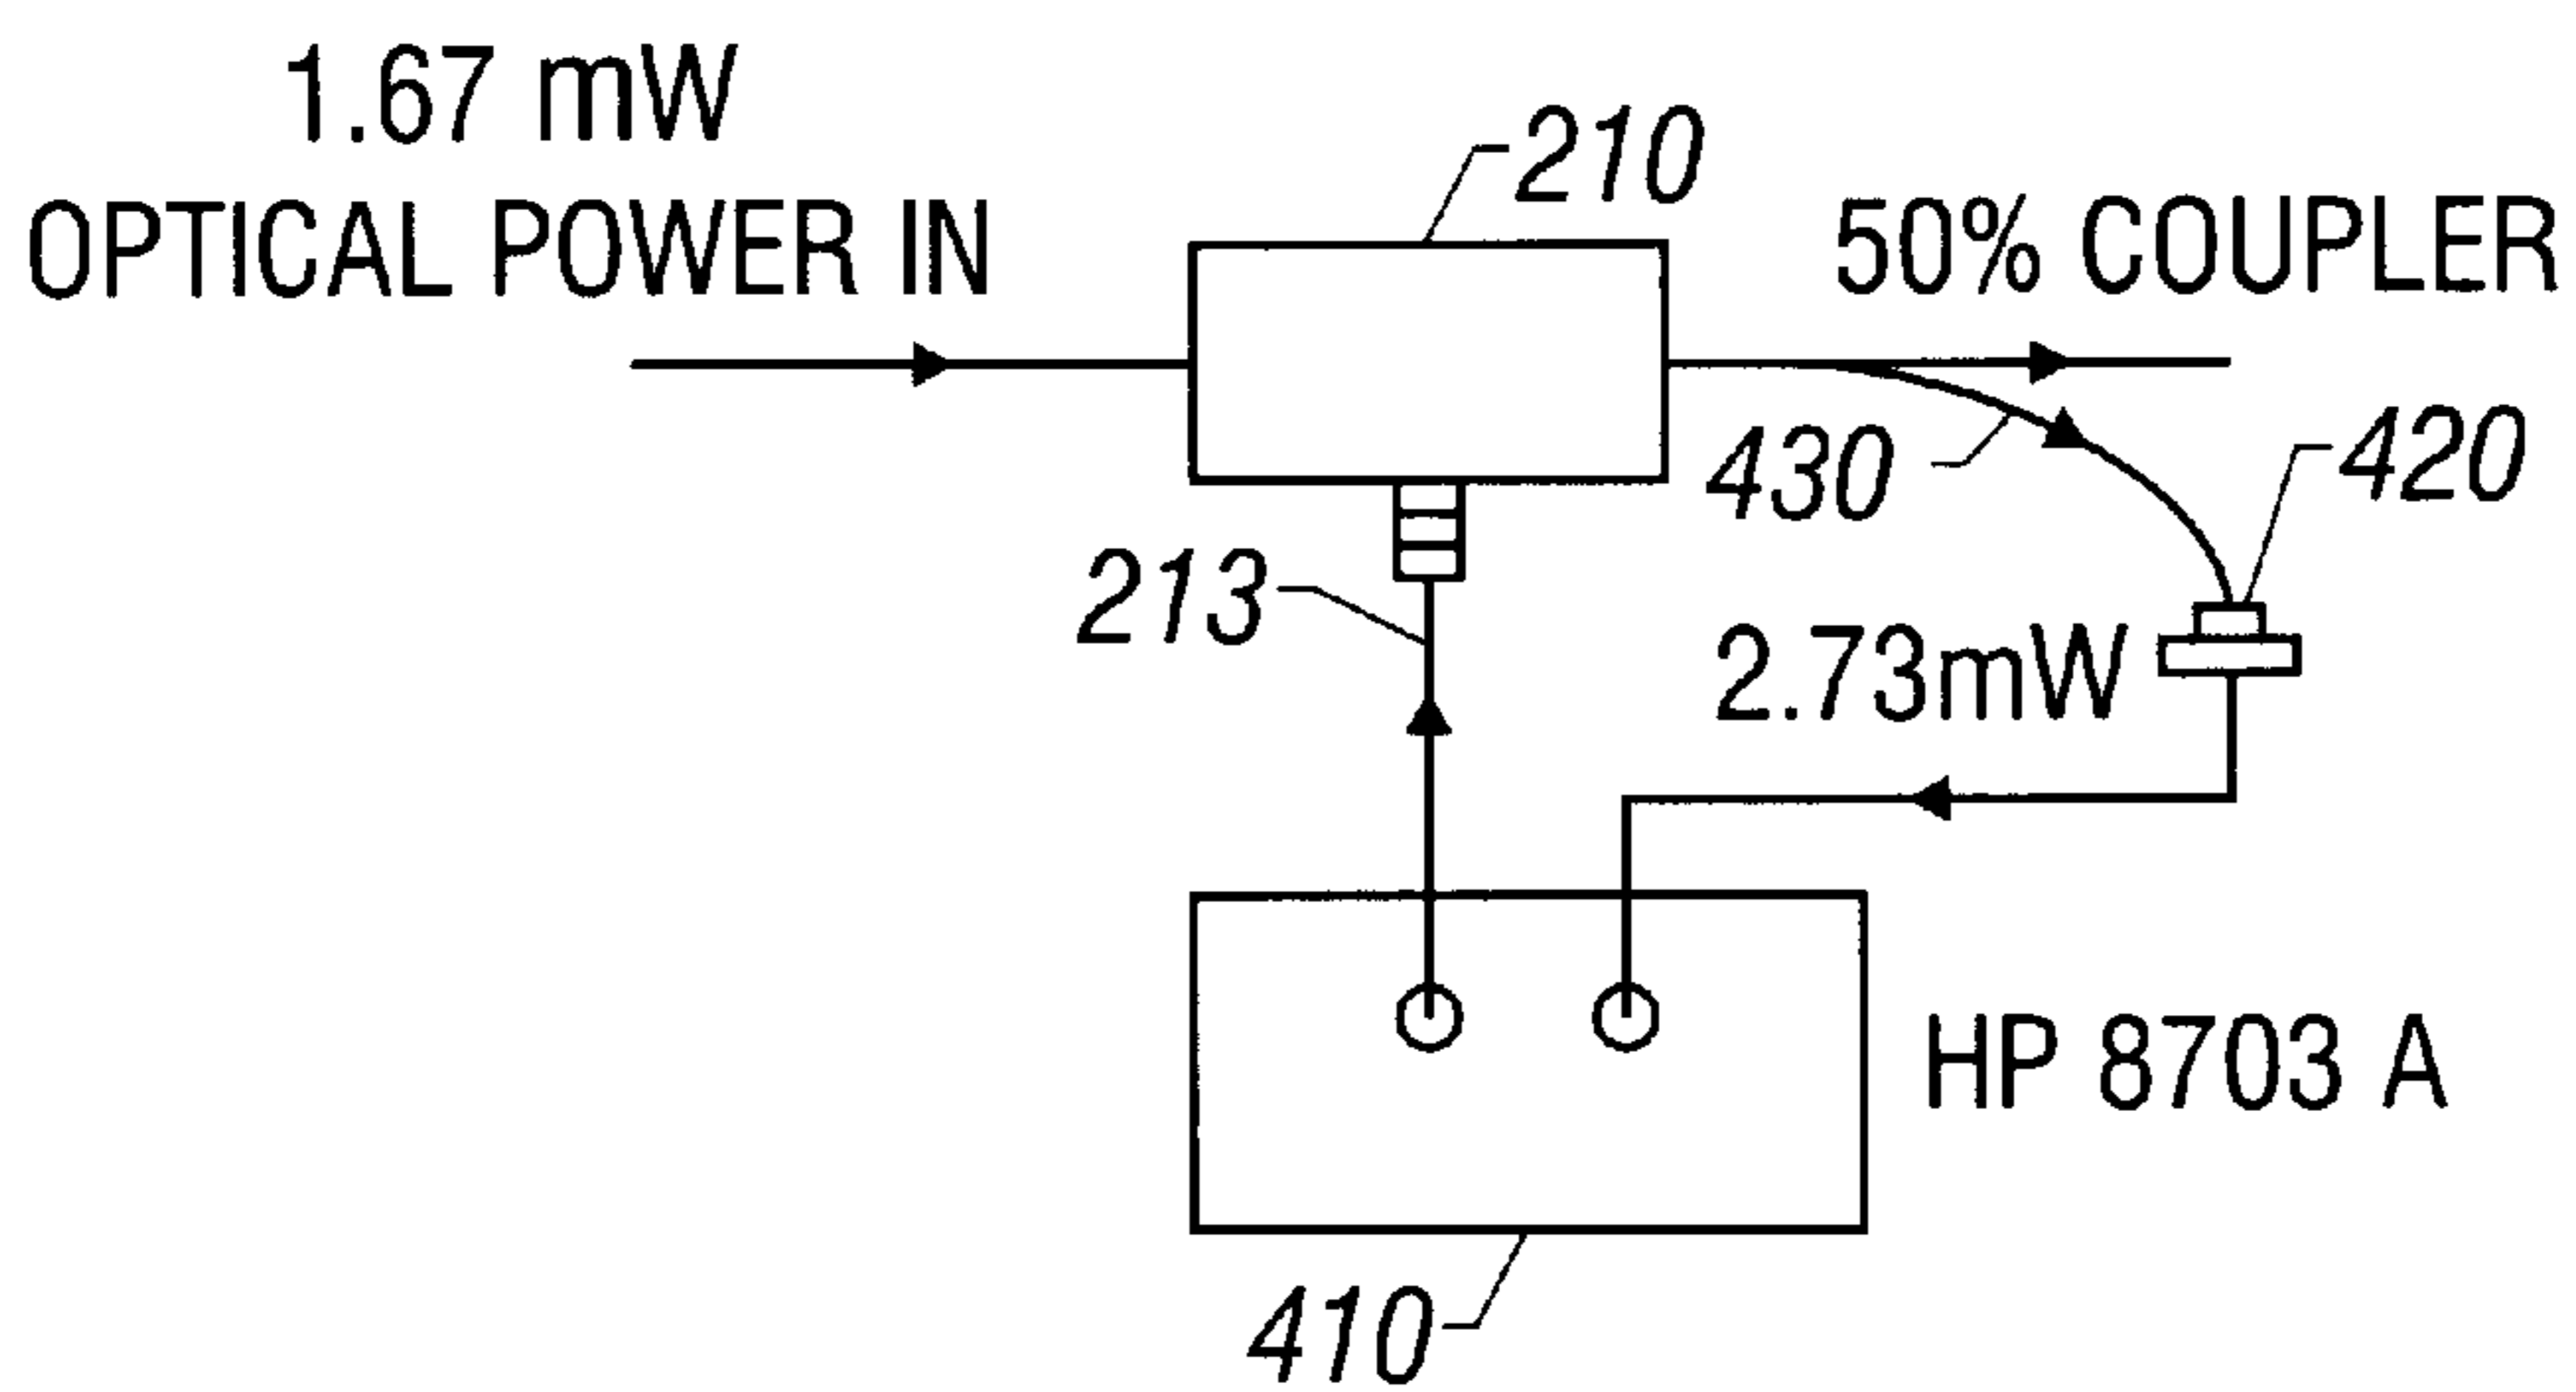 1.67 mW
OPTICAL POWER IN
210
50% COUPLER
430
420
213
2.73mW
HP 8703 A
410